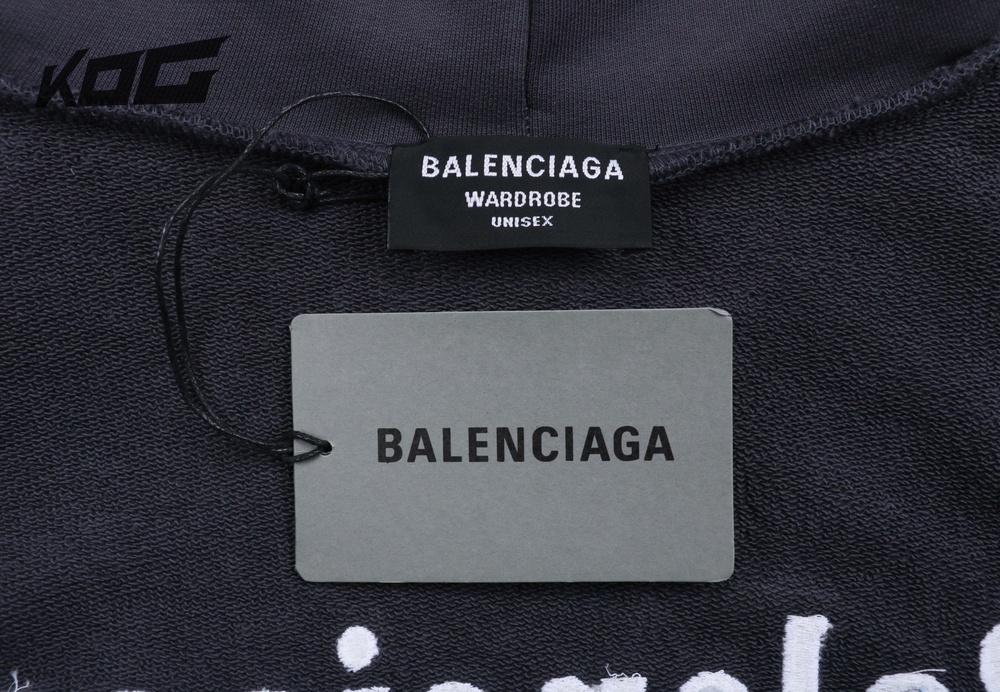 KOG
BALENCIAGA
WARDROBE
UNISEX
BALENCIAGA